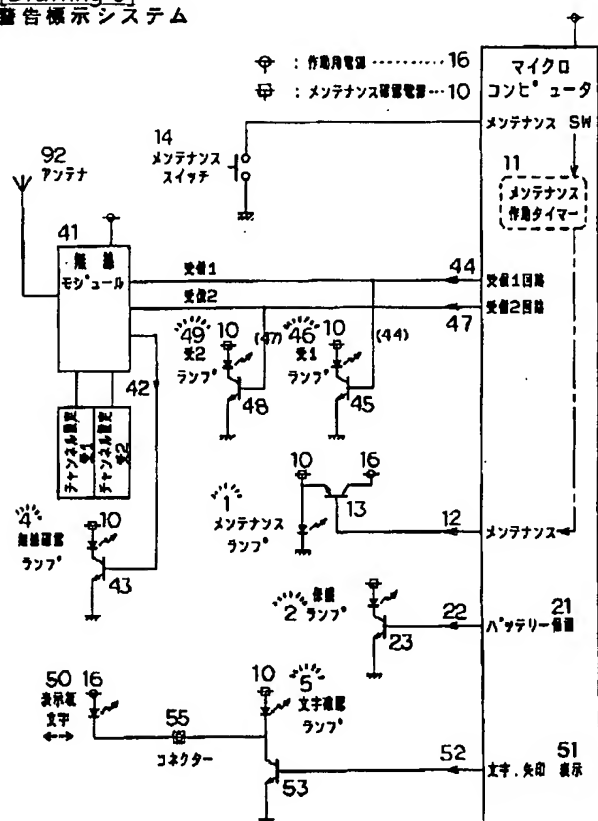 [Drawing 6]
警告標示システム
: 作動用電源 ········· 16
: メンテナンス確認電源 ··· 10
マイクロ
コンピュータ
メンテナンス SW
14
メンテナンス
スイッチ
11
メンテナンス
作動タイマー
92
アンテナ
41
無線
モジュール
受信1
44
受信1回路
受信2
47
受信2回路
49
受2
ランプ
10
(47)
48
46
受1
ランプ
10
(44)
45
42
チャンネル設定
受1
チャンネル設定
受2
4
無線確認
ランプ
10
43
1
メンテナンス
ランプ
10
16
13
12
メンテナンス
2
保護
ランプ
22
23
21
バッテリー保護
50
表示板
文字
16
55
コネクター
10
5
文字確認
ランプ
52
53
51
文字.矢印 表示